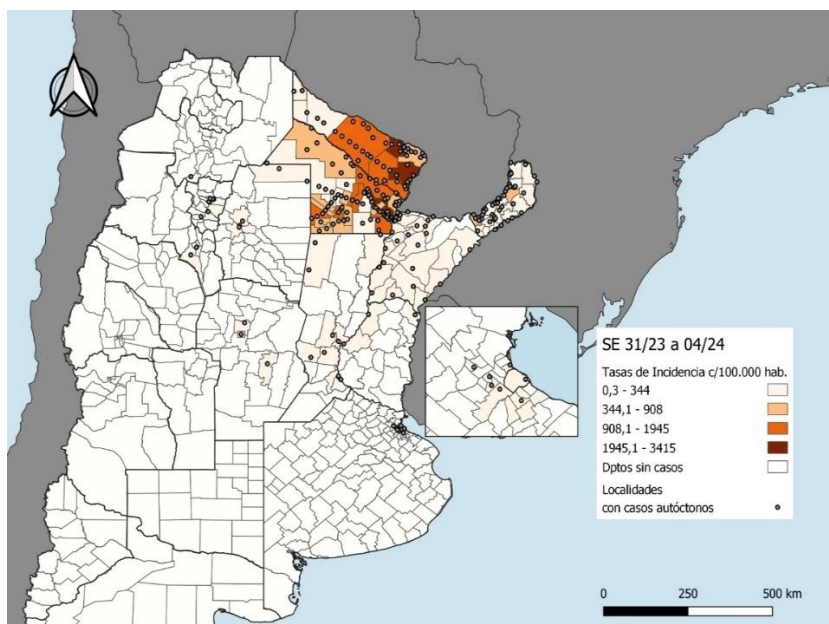 SE 31/23 a 04/24
Tasas de Incidencia c/100.000 hab.
0,3 - 344
344,1 - 908
908,1 - 1945
1945,1 - 3415
Dptos sin casos
Localidades
con casos autóctonos
0 250 500 km